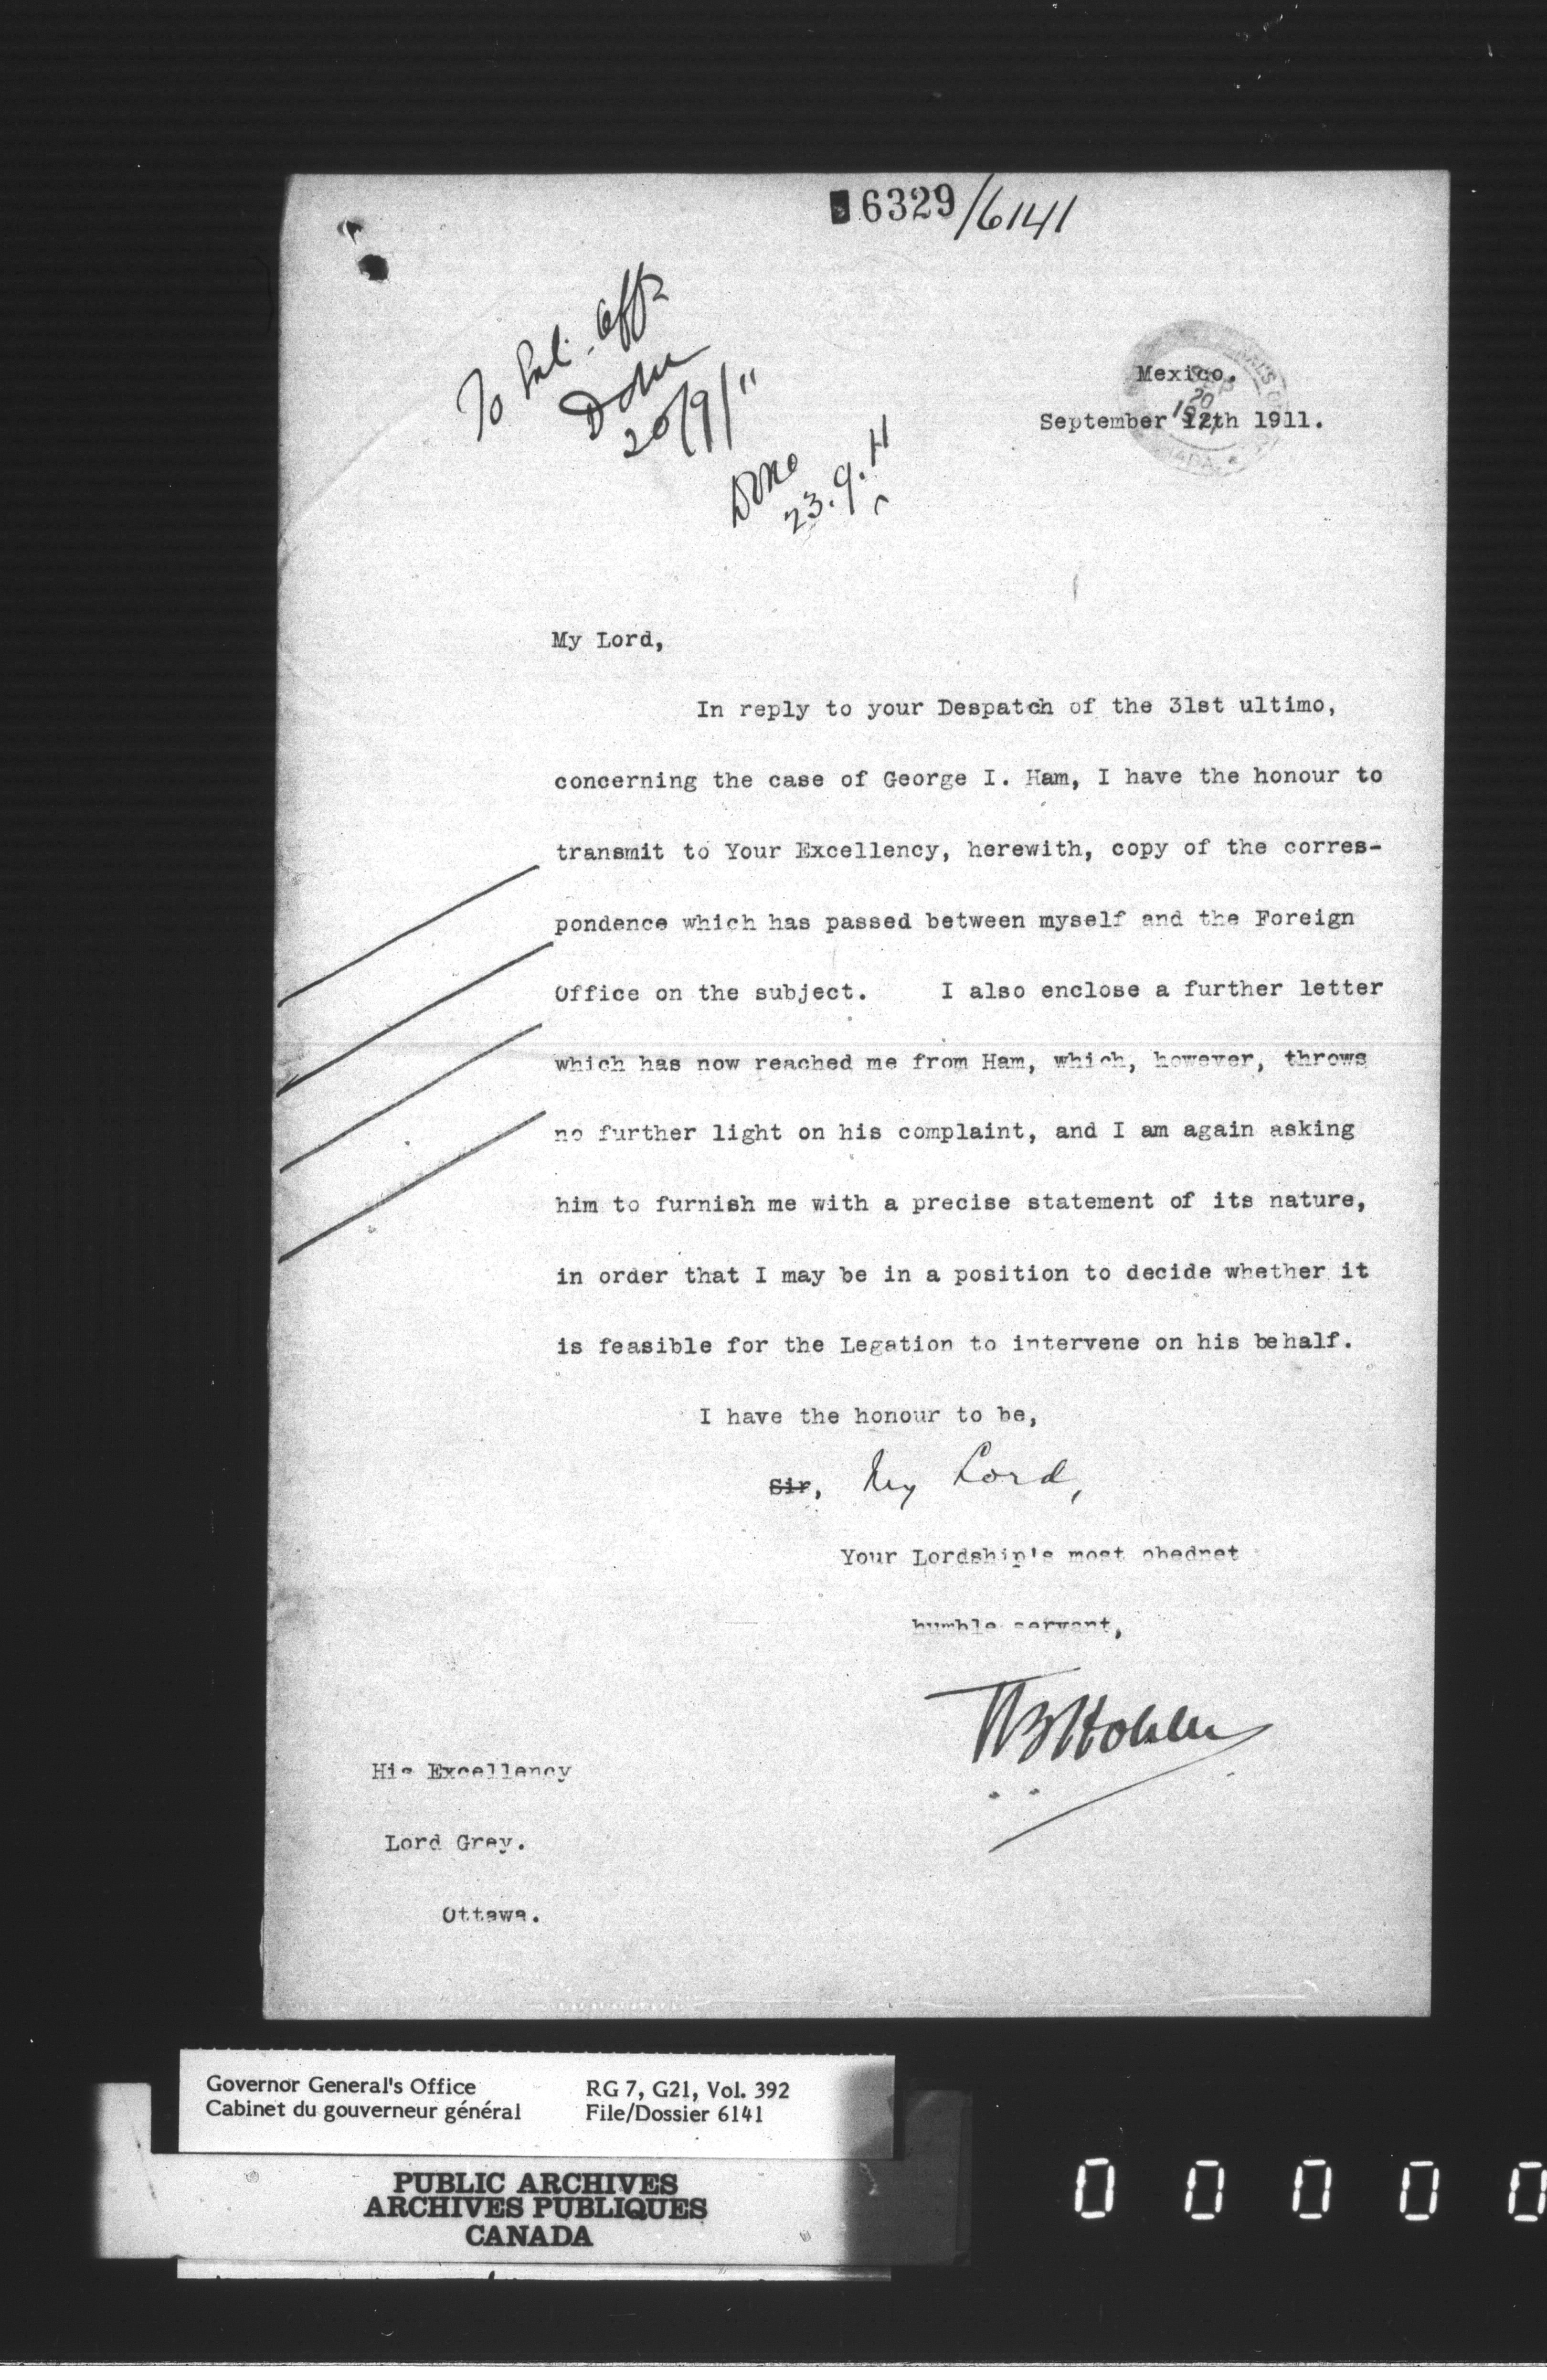 6329/6141
To Ext. Affs
20/9/11
Done
23.9.11
Mexico.
SEP
20
1911
September 12th 1911.
My Lord,
In reply to your Despatch of the 31st ultimo,
concerning the case of George I. Ham, I have the honour to
transmit to Your Excellency, herewith, copy of the corres-
pondence which has passed between myself and the Foreign
Office on the subject. I also enclose a further letter
which has now reached me from Ham, which, however, throws
no further light on his complaint, and I am again asking
him to furnish me with a precise statement of its nature,
in order that I may be in a position to decide whether it
is feasible for the Legation to intervene on his behalf.
I have the honour to be,
Sir, My Lord,
Your Lordship's most obednet
humble servant,
TB Hohler
His Excellency
Lord Grey.
Ottawa.
Governor General's Office RG 7, G21, Vol. 392
Cabinet du gouverneur général File/Dossier 6141
PUBLIC ARCHIVES
ARCHIVES PUBLIQUES
CANADA
0 0 0 0 0